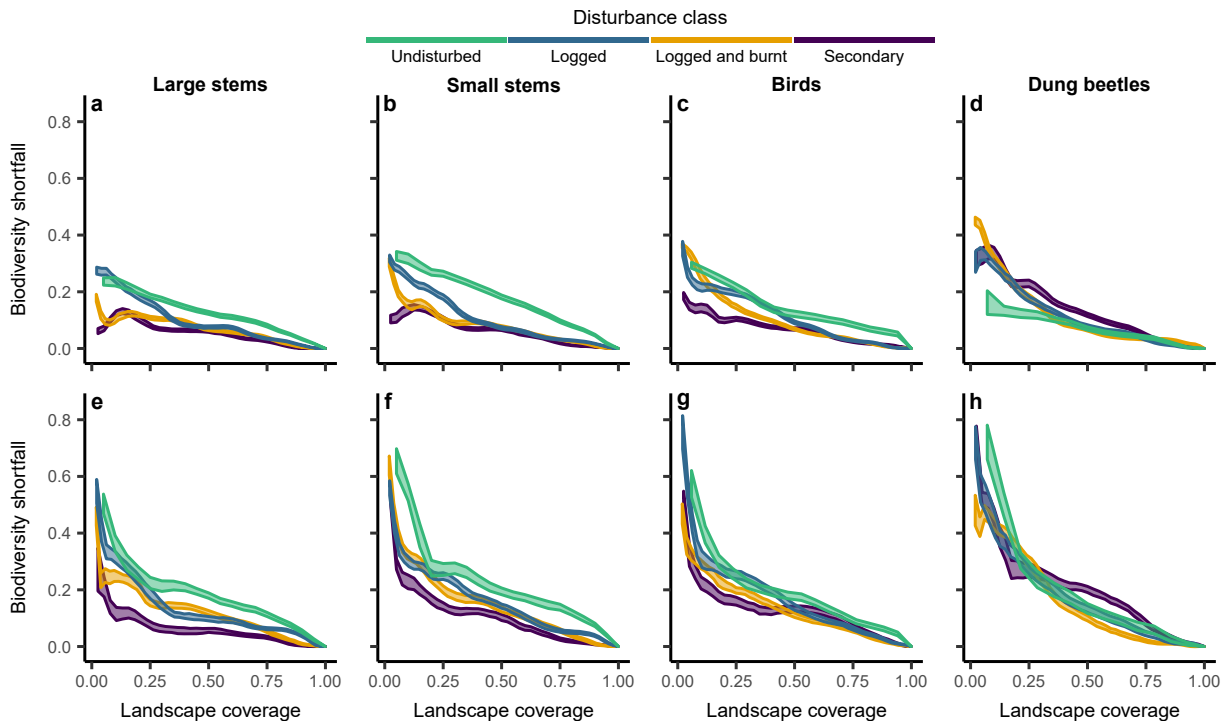 Disturbance class
Undisturbed Logged Logged and burnt Secondary
Large stems Small stems Birds Dung beetles
a b c d
0.8
0.6
0.4
0.2
0.0
Biodiversity shortfall
e f g h
0.8
0.6
0.4
0.2
0.0
Biodiversity shortfall
0.00 0.25 0.50 0.75 1.00 0.00 0.25 0.50 0.75 1.00 0.00 0.25 0.50 0.75 1.00 0.00 0.25 0.50 0.75 1.00
Landscape coverage Landscape coverage Landscape coverage Landscape coverage